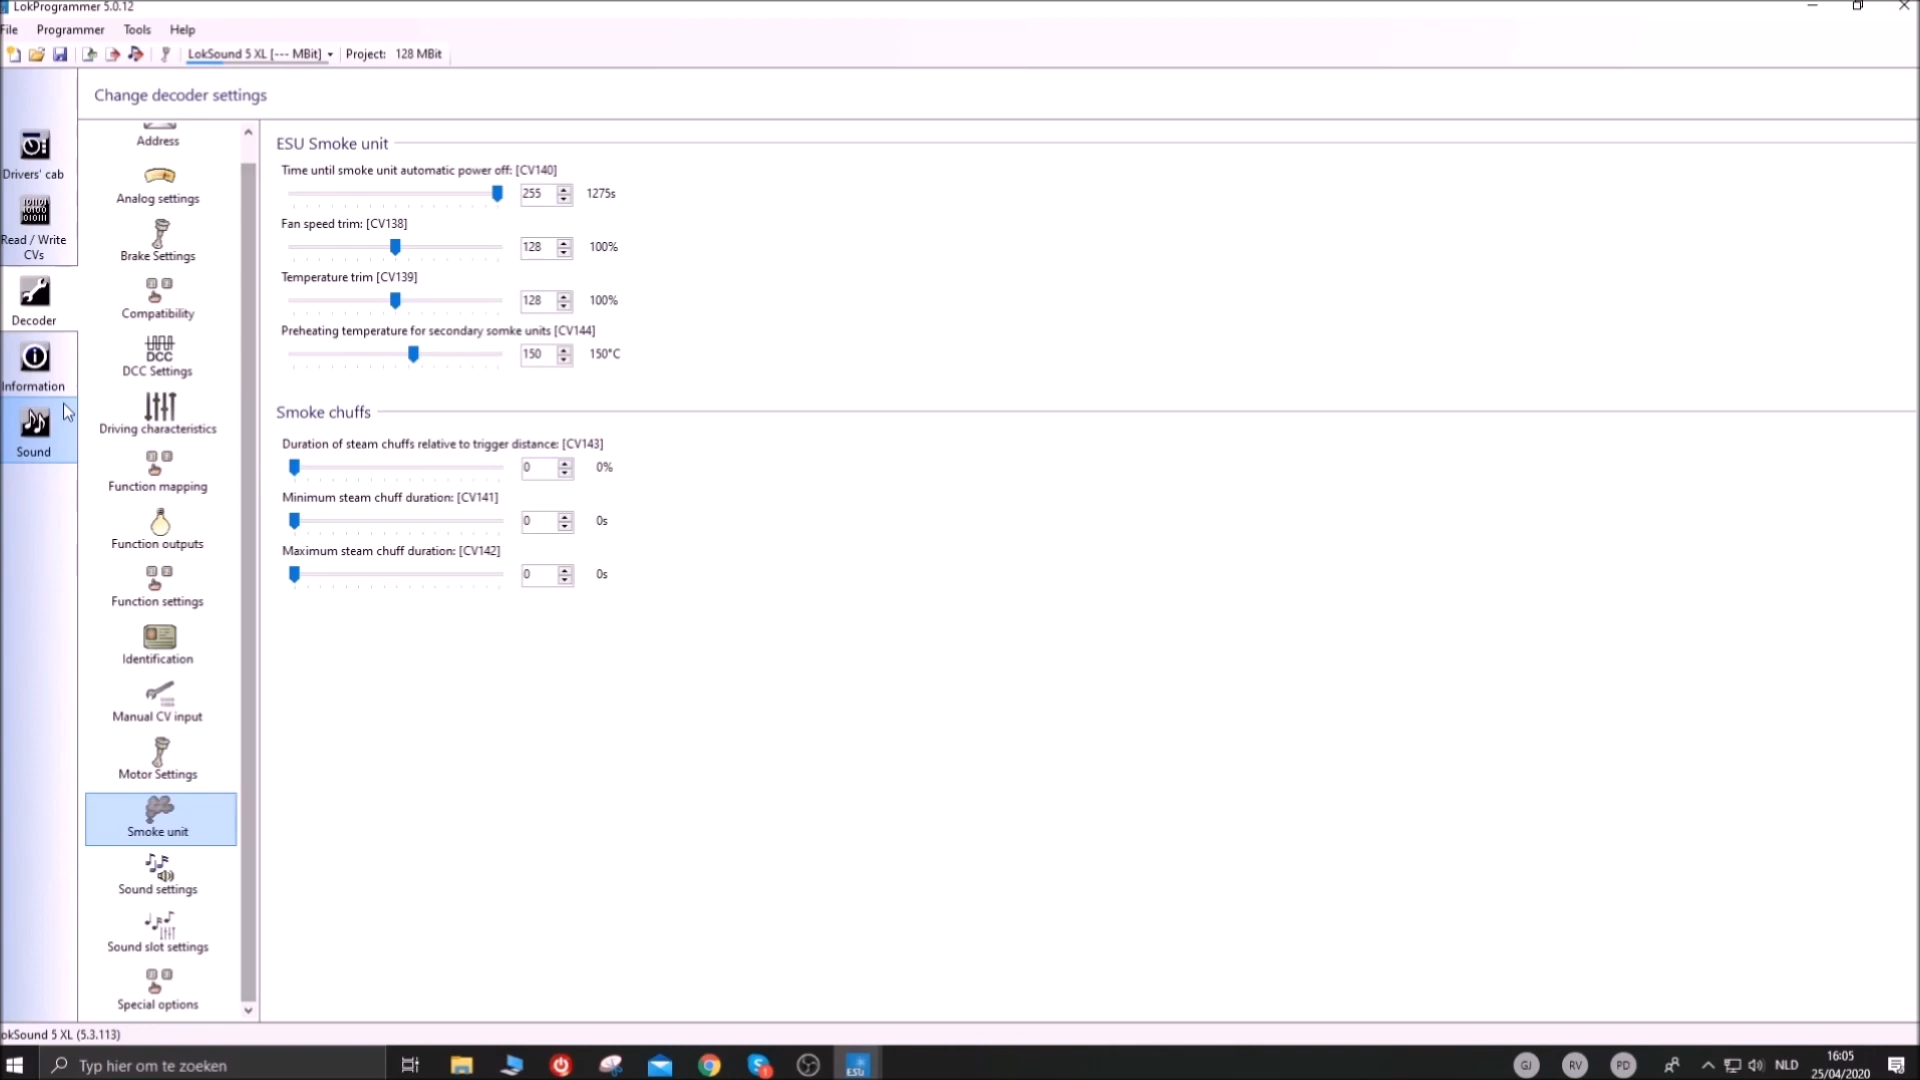 LokProgrammer 5.0.12
File Programmer Tools Help
LokSound 5 XL [--- MBit] Project: 128 MBit
Change decoder settings
Drivers' cab
Read / Write
CVs
Decoder
Information
Sound
Address
Analog settings
Brake Settings
Compatibility
DCC
DCC Settings
Driving characteristics
Function mapping
Function outputs
Function settings
Identification
Manual CV input
Motor Settings
Smoke unit
Sound settings
Sound slot settings
Special options
ESU Smoke unit
Time until smoke unit automatic power off: [CV140]
255 1275s
Fan speed trim: [CV138]
128 100%
Temperature trim [CV139]
128 100%
Preheating temperature for secondary somke units [CV144]
150 150°C
Smoke chuffs
Duration of steam chuffs relative to trigger distance: [CV143]
0 0%
Minimum steam chuff duration: [CV141]
0 0s
Maximum steam chuff duration: [CV142]
0 0s
okSound 5 XL (5.3.113)
Typ hier om te zoeken
ESU
GJ RV PD NLD
16:05
25/04/2020